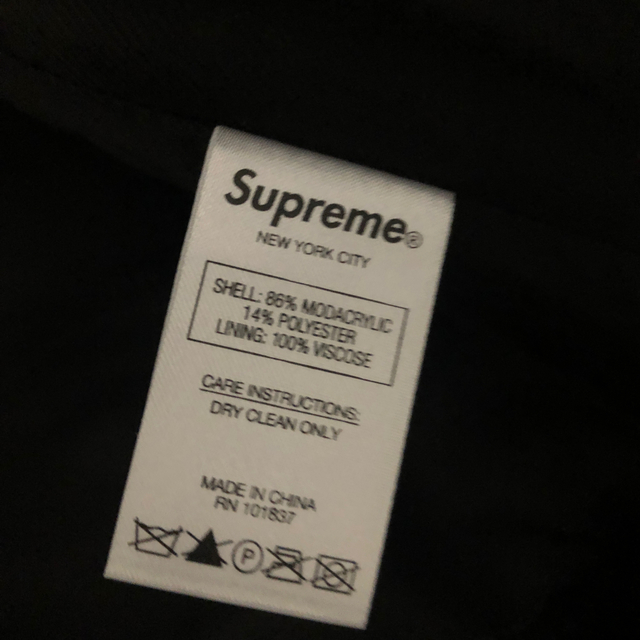 Supreme®
NEW YORK CITY
SHELL: 86% MODACRYLIC
14% POLYESTER
LINING: 100% VISCOSE
CARE INSTRUCTIONS:
DRY CLEAN ONLY
MADE IN CHINA
RN 101837
P